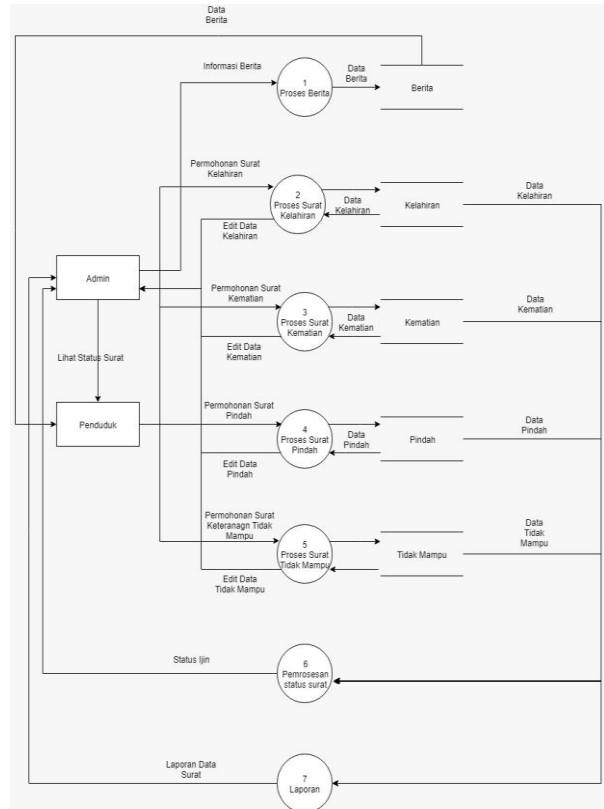 Data
Berita
Informasi Berita
1
Proses Berita
Data
Berita
Berita
Permohonan Surat
Kelahiran
2
Proses Surat
Kelahiran
Data
Kelahiran
Kelahiran
Data
Kelahiran
Edit Data
Kelahiran
Admin
Permohonan Surat
Kematian
3
Proses Surat
Kematian
Data
Kematian
Kematian
Data
Kematian
Edit Data
Kematian
Lihat Status Surat
Penduduk
Permohonan Surat
Pindah
4
Proses Surat
Pindah
Data
Pindah
Pindah
Data
Pindah
Edit Data
Pindah
Permohonan Surat
Keteranagn Tidak
Mampu
5
Proses Surat
Tidak Mampu
Tidak Mampu
Data
Tidak
Mampu
Edit Data
Tidak Mampu
Status Ijin
6
Pemrosesan
status surat
Laporan Data
Surat
7
Laporan